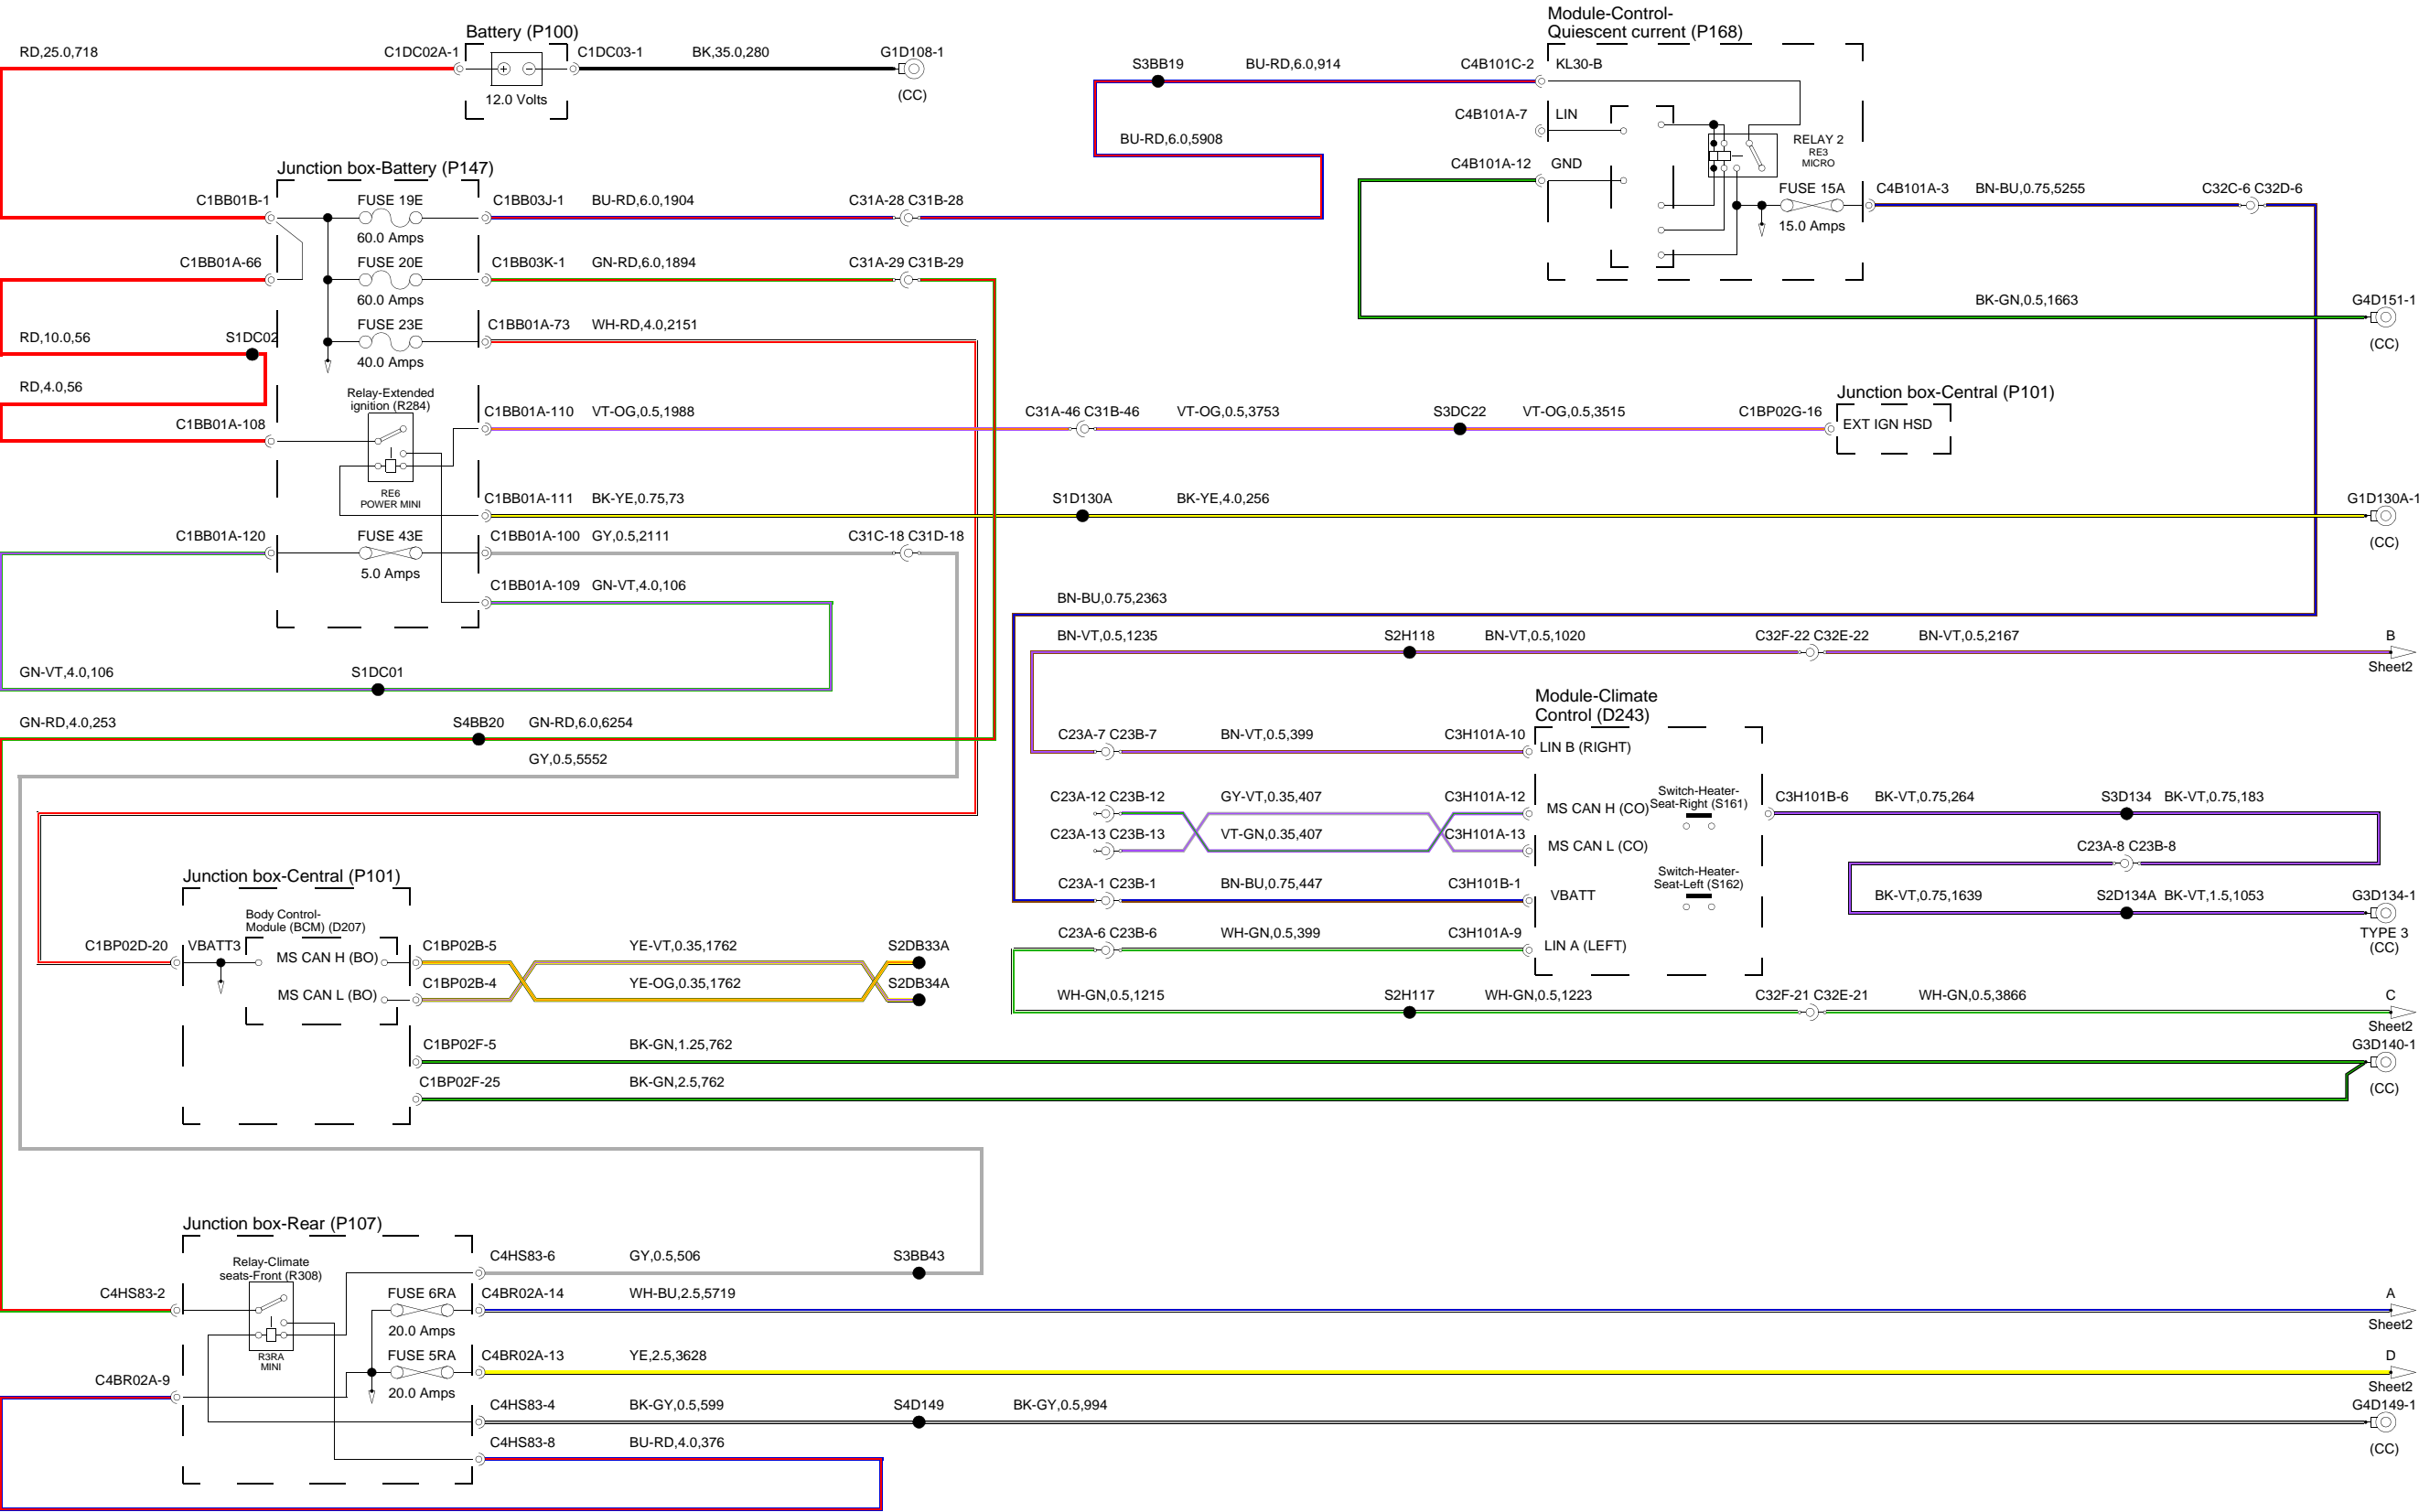 Module-Control-
Quiescent current (P168)
Battery (P100)
RD,25.0,718
C1DC02A-1
C1DC03-1
BK,35.0,280
G1D108-1
(CC)
12.0 Volts
S3BB19
BU-RD,6.0,914
C4B101C-2
KL30-B
C4B101A-7
LIN
BU-RD,6.0,5908
RELAY 2
RE3
MICRO
C4B101A-12
GND
Junction box-Battery (P147)
C1BB01B-1
FUSE 19E
60.0 Amps
C1BB03J-1
BU-RD,6.0,1904
C31A-28 C31B-28
FUSE 15A
15.0 Amps
C4B101A-3
BN-BU,0.75,5255
C32C-6 C32D-6
C1BB01A-66
FUSE 20E
60.0 Amps
C1BB03K-1
GN-RD,6.0,1894
C31A-29 C31B-29
BK-GN,0.5,1663
G4D151-1
(CC)
RD,10.0,56
S1DC02
FUSE 23E
40.0 Amps
C1BB01A-73
WH-RD,4.0,2151
RD,4.0,56
Relay-Extended
ignition (R284)
C1BB01A-108
C1BB01A-110
VT-OG,0.5,1988
C31A-46 C31B-46
VT-OG,0.5,3753
S3DC22
VT-OG,0.5,3515
C1BP02G-16
Junction box-Central (P101)
EXT IGN HSD
RE6
POWER MINI
C1BB01A-111
BK-YE,0.75,73
S1D130A
BK-YE,4.0,256
G1D130A-1
(CC)
C1BB01A-120
FUSE 43E
5.0 Amps
C1BB01A-100
GY,0.5,2111
C31C-18 C31D-18
C1BB01A-109
GN-VT,4.0,106
BN-BU,0.75,2363
BN-VT,0.5,1235
S2H118
BN-VT,0.5,1020
C32F-22 C32E-22
BN-VT,0.5,2167
B
Sheet2
GN-VT,4.0,106
S1DC01
Module-Climate
Control (D243)
GN-RD,4.0,253
S4BB20
GN-RD,6.0,6254
C23A-7 C23B-7
BN-VT,0.5,399
C3H101A-10
LIN B (RIGHT)
GY,0.5,5552
C23A-12 C23B-12
GY-VT,0.35,407
C3H101A-12
MS CAN H (CO)
Switch-Heater-
Seat-Right (S161)
C3H101B-6
BK-VT,0.75,264
S3D134
BK-VT,0.75,183
C23A-13 C23B-13
VT-GN,0.35,407
C3H101A-13
MS CAN L (CO)
C23A-8 C23B-8
Junction box-Central (P101)
C23A-1 C23B-1
BN-BU,0.75,447
C3H101B-1
VBATT
Switch-Heater-
Seat-Left (S162)
BK-VT,0.75,1639
S2D134A
BK-VT,1.5,1053
G3D134-1
TYPE 3
(CC)
Body Control-
Module (BCM) (D207)
C1BP02D-20
VBATT3
MS CAN H (BO)
C1BP02B-5
YE-VT,0.35,1762
S2DB33A
C23A-6 C23B-6
WH-GN,0.5,399
C3H101A-9
LIN A (LEFT)
MS CAN L (BO)
C1BP02B-4
YE-OG,0.35,1762
S2DB34A
WH-GN,0.5,1215
S2H117
WH-GN,0.5,1223
C32F-21 C32E-21
WH-GN,0.5,3866
C
Sheet2
C1BP02F-5
BK-GN,1.25,762
G3D140-1
(CC)
C1BP02F-25
BK-GN,2.5,762
Junction box-Rear (P107)
Relay-Climate
seats-Front (R308)
C4HS83-6
GY,0.5,506
S3BB43
C4HS83-2
FUSE 6RA
20.0 Amps
C4BR02A-14
WH-BU,2.5,5719
A
Sheet2
R3RA
MINI
FUSE 5RA
20.0 Amps
C4BR02A-13
YE,2.5,3628
D
Sheet2
C4BR02A-9
C4HS83-4
BK-GY,0.5,599
S4D149
BK-GY,0.5,994
G4D149-1
(CC)
C4HS83-8
BU-RD,4.0,376